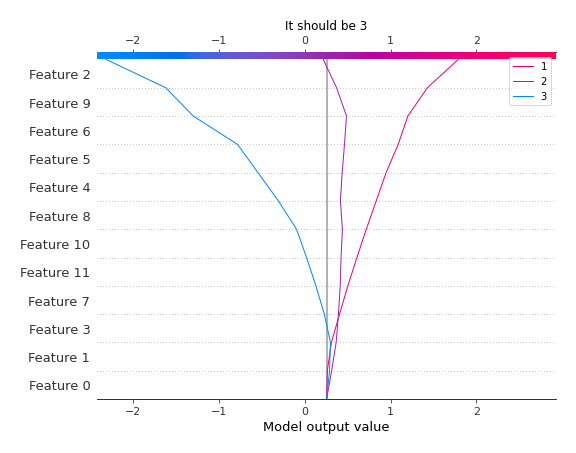 It should be 3
−2 −1 0 1 2
1
2
3
Feature 2
Feature 9
Feature 6
Feature 5
Feature 4
Feature 8
Feature 10
Feature 11
Feature 7
Feature 3
Feature 1
Feature 0
−2 −1 0 1 2
Model output value